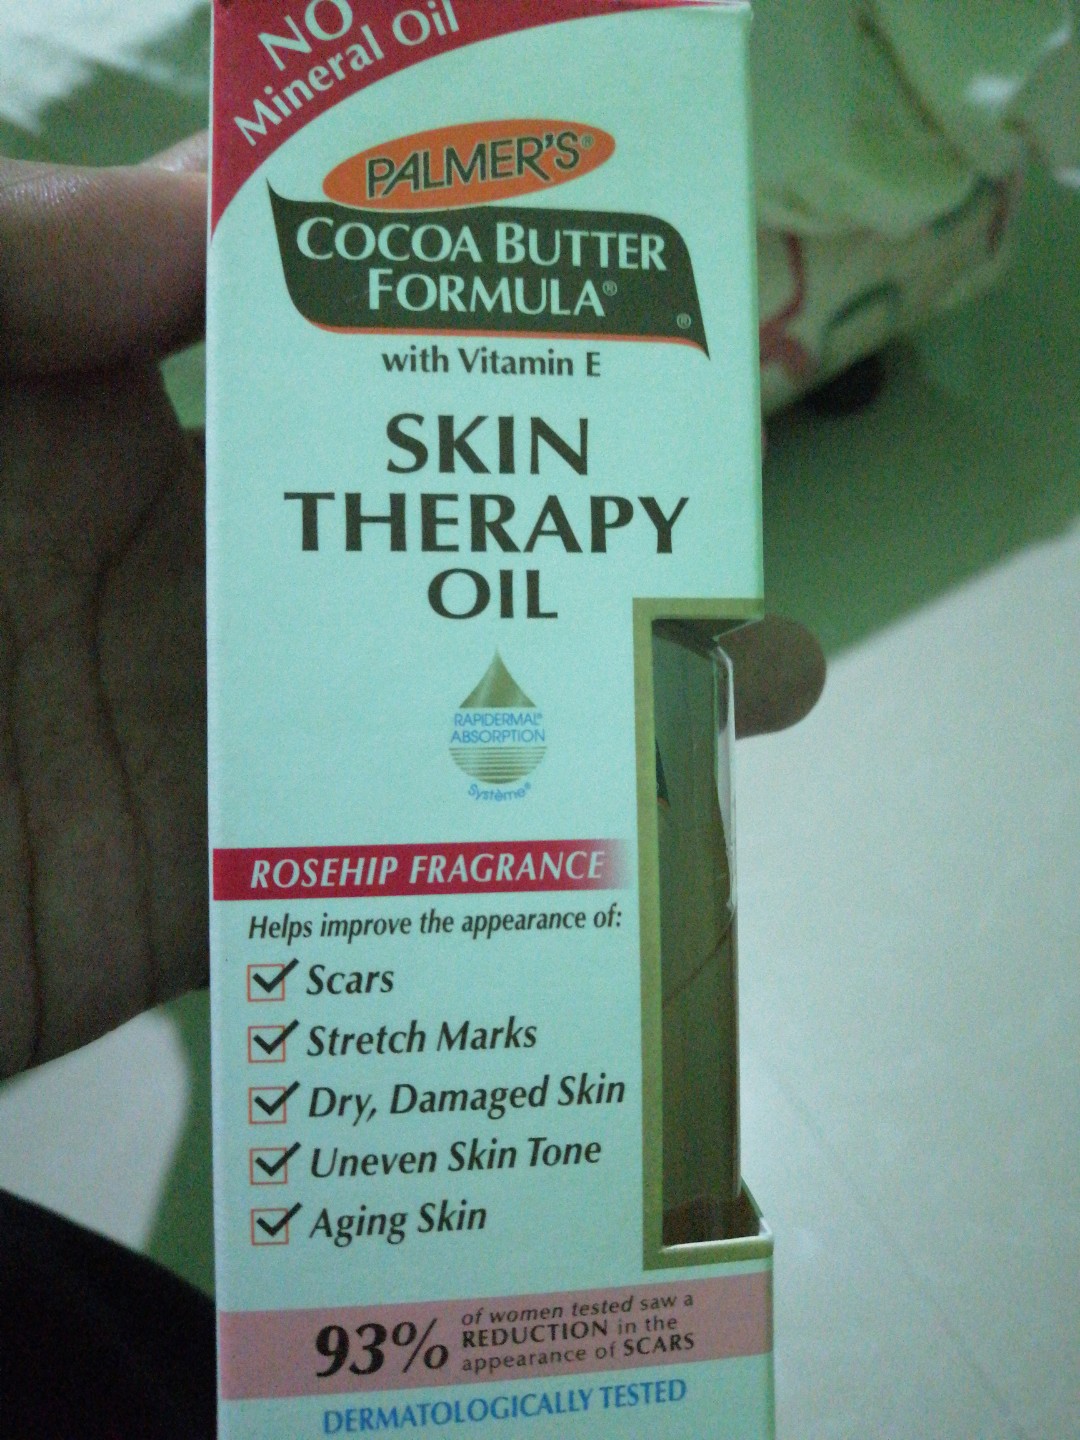 NO
Mineral Oil
PALMER'S®
COCOA BUTTER
FORMULA®
®
with Vitamin E
SKIN
THERAPY
OIL
RAPIDERMAL®
ABSORPTION
Système®
ROSEHIP FRAGRANCE
Helps improve the appearance of:
Scars
Stretch Marks
Dry, Damaged Skin
Uneven Skin Tone
Aging Skin
93%
of women tested saw a
REDUCTION in the
appearance of SCARS
DERMATOLOGICALLY TESTED